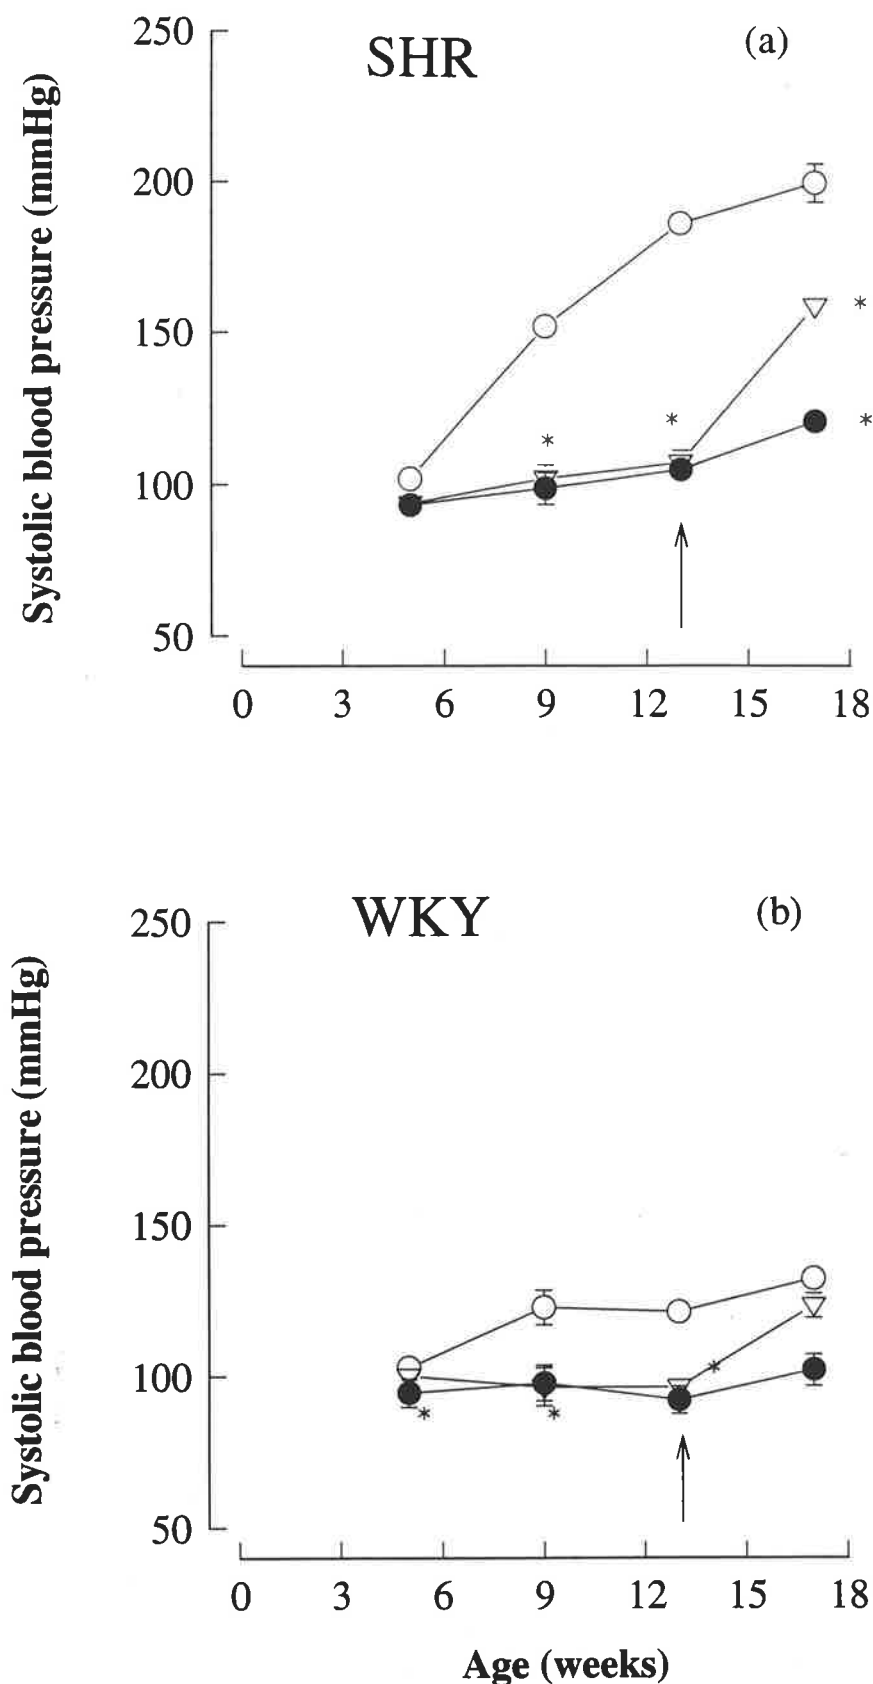 SHR
(a)
Systolic blood pressure (mmHg)
250
200
150
100
50
*
*
*
*
0 3 6 9 12 15 18
WKY
(b)
Systolic blood pressure (mmHg)
250
200
150
100
50
*
*
*
0 3 6 9 12 15 18
Age (weeks)